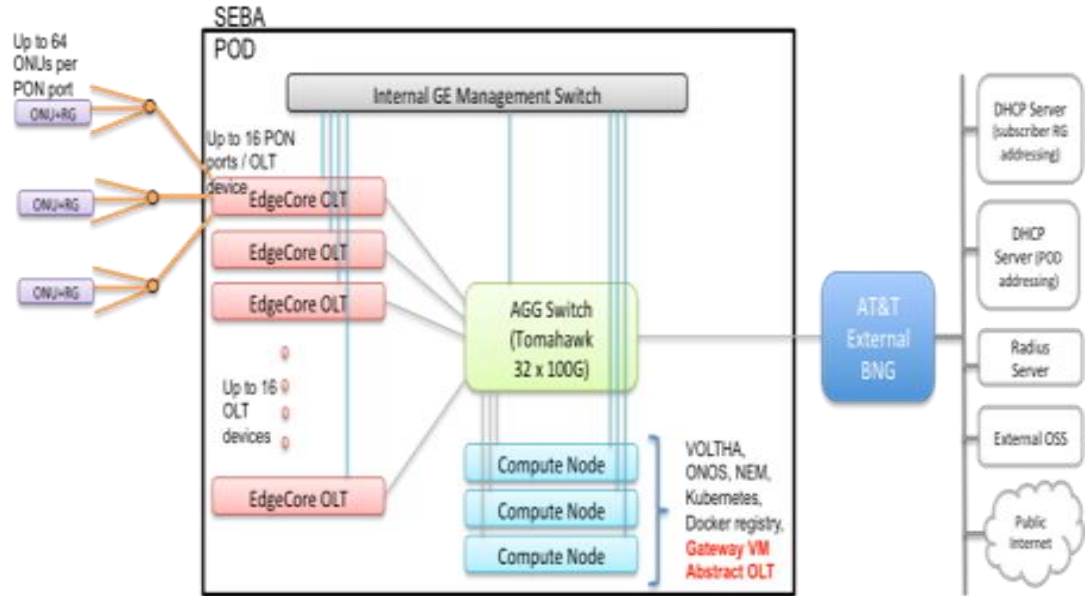 SEBA
POD
Up to 64
ONUs per
PON port
ONU+RG
ONU+RG
ONU+RG
Internal GE Management Switch
Up to 16 PON
ports / OLT
device
EdgeCore OLT
EdgeCore OLT
EdgeCore OLT
Up to 16
OLT
devices
EdgeCore OLT
AGG Switch
(Tomahawk
32 x 100G)
Compute Node
Compute Node
Compute Node
VOLTHA,
ONOS, NEM,
Kubernetes,
Docker registry,
Gateway VM
Abstract OLT
AT&T
External
BNG
DHCP Server
(subscriber RG
addressing)
DHCP
Server (POD
addressing)
Radius
Server
External OSS
Public
Internet